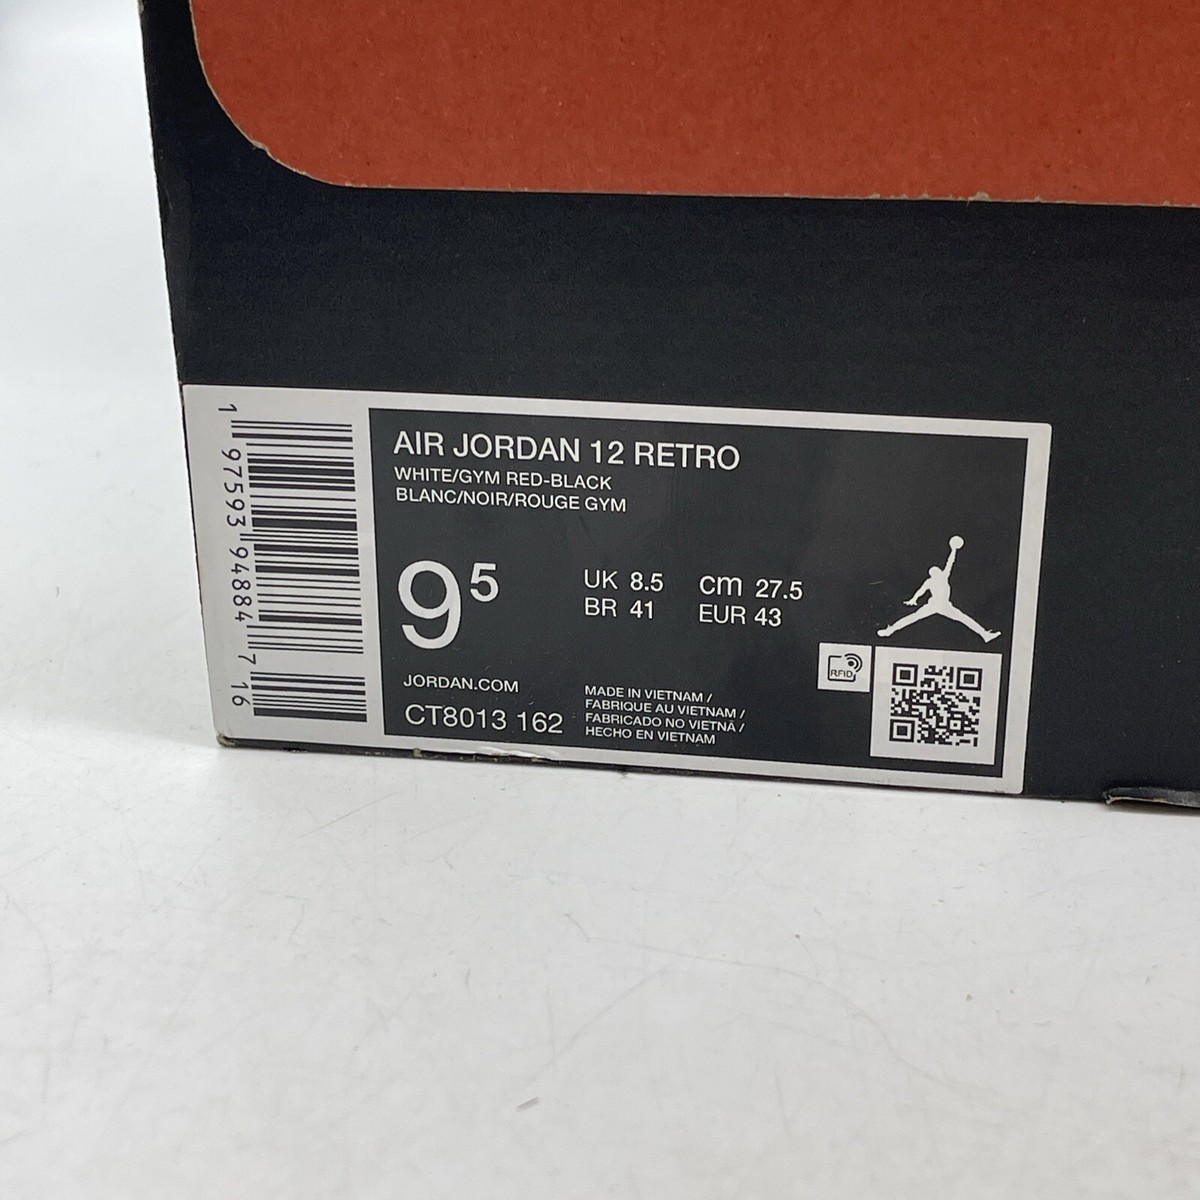 AIR JORDAN 12 RETRO
WHITE/GYM RED-BLACK
BLANC/NOIR/ROUGE GYM
9⁵
UK 8.5 cm 27.5
BR 41 EUR 43
RFID
JORDAN.COM
CT8013 162
MADE IN VIETNAM /
FABRIQUE AU VIETNAM /
FABRICADO NO VIETNÃ /
HECHO EN VIETNAM
1 97593 94884 7 16